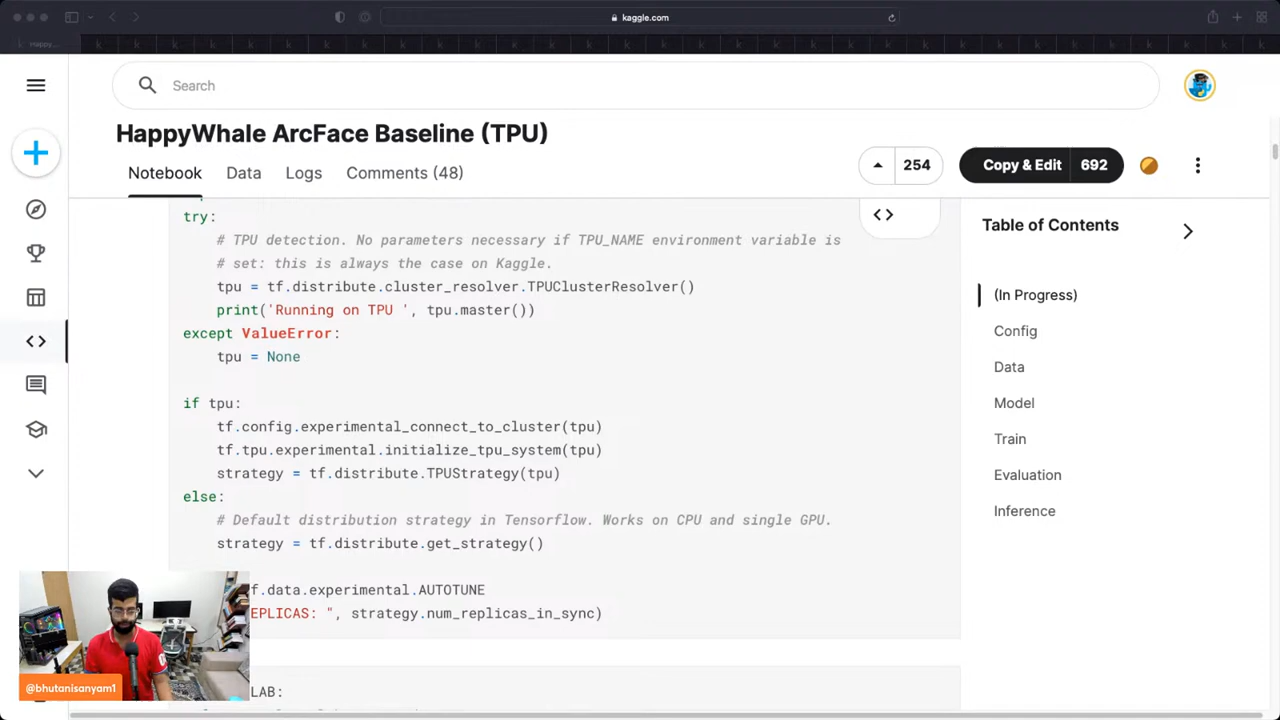 kaggle.com
Happy...
Search
HappyWhale ArcFace Baseline (TPU)
Notebook
Data
Logs
Comments (48)
254
Copy & Edit
692
try:
# TPU detection. No parameters necessary if TPU_NAME environment variable is
# set: this is always the case on Kaggle.
tpu = tf.distribute.cluster_resolver.TPUClusterResolver()
print('Running on TPU ', tpu.master())
except ValueError:
tpu = None
if tpu:
tf.config.experimental_connect_to_cluster(tpu)
tf.tpu.experimental.initialize_tpu_system(tpu)
strategy = tf.distribute.TPUStrategy(tpu)
else:
# Default distribution strategy in Tensorflow. Works on CPU and single GPU.
strategy = tf.distribute.get_strategy()
f.data.experimental.AUTOTUNE
EPLICAS: ", strategy.num_replicas_in_sync)
LAB:
Table of Contents
(In Progress)
Config
Data
Model
Train
Evaluation
Inference
@bhutanisanyam1